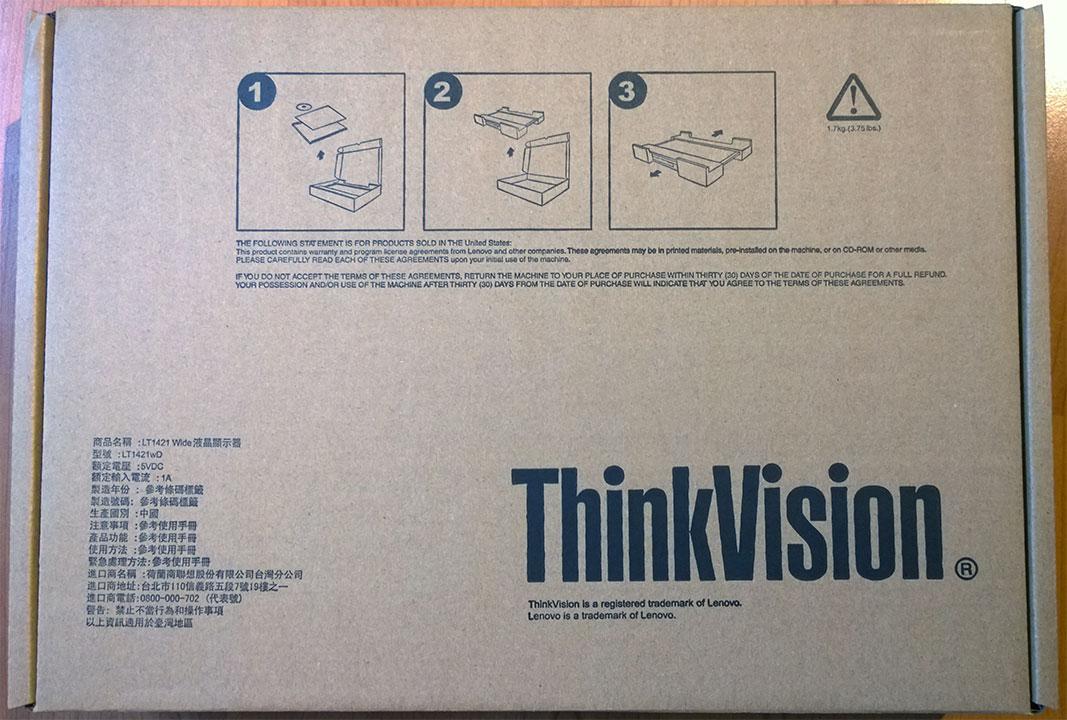 1
2
3
1.7kg.(3.75 lbs.)
THE FOLLOWING STATEMENT IS FOR PRODUCTS SOLD IN THE United States:
This product contains warranty and program license agreements from Lenovo and other companies. These agreements may be in printed materials, pre-installed on the machine, or on CD-ROM or other media.
PLEASE CAREFULLY READ EACH OF THESE AGREEMENTS upon your initial use of the machine.
IF YOU DO NOT ACCEPT THE TERMS OF THESE AGREEMENTS, RETURN THE MACHINE TO YOUR PLACE OF PURCHASE WITHIN THIRTY (30) DAYS OF THE DATE OF PURCHASE FOR A FULL REFUND.
YOUR POSSESSION AND/OR USE OF THE MACHINE AFTER THIRTY (30) DAYS FROM THE DATE OF PURCHASE WILL INDICATE THAT YOU AGREE TO THE TERMS OF THESE AGREEMENTS.
商品名稱 :LT1421 Wide液晶顯示器
型號 :LT1421wD
額定電壓 :5VDC
額定輸入電流 :1A
製造年份 : 參考條碼標籤
製造號碼: 參考條碼標籤
生產國別 :中國
注意事項 :參考使用手冊
產品功能 :參考使用手冊
使用方法 :參考使用手冊
緊急處理方法:參考使用手冊
進口商名稱 :荷蘭商聯想股份有限公司台灣分公司
進口商地址:台北市110信義路五段7號19樓之一
進口商電話:0800-000-702 (代表號)
警告: 禁止不當行為和操作事項
以上資訊適用於臺灣地區
ThinkVision®
ThinkVision is a registered trademark of Lenovo.
Lenovo is a trademark of Lenovo.